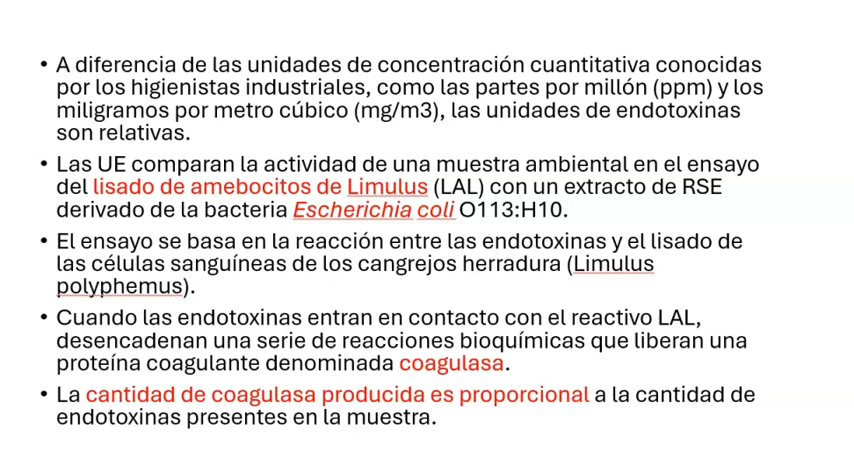 • A diferencia de las unidades de concentración cuantitativa conocidas
por los higienistas industriales, como las partes por millón (ppm) y los
miligramos por metro cúbico (mg/m3), las unidades de endotoxinas
son relativas.
• Las UE comparan la actividad de una muestra ambiental en el ensayo
del lisado de amebocitos de Limulus (LAL) con un extracto de RSE
derivado de la bacteria Escherichia coli O113:H10.
• El ensayo se basa en la reacción entre las endotoxinas y el lisado de
las células sanguíneas de los cangrejos herradura (Limulus
polyphemus).
• Cuando las endotoxinas entran en contacto con el reactivo LAL,
desencadenan una serie de reacciones bioquímicas que liberan una
proteína coagulante denominada coagulasa.
• La cantidad de coagulasa producida es proporcional a la cantidad de
endotoxinas presentes en la muestra.